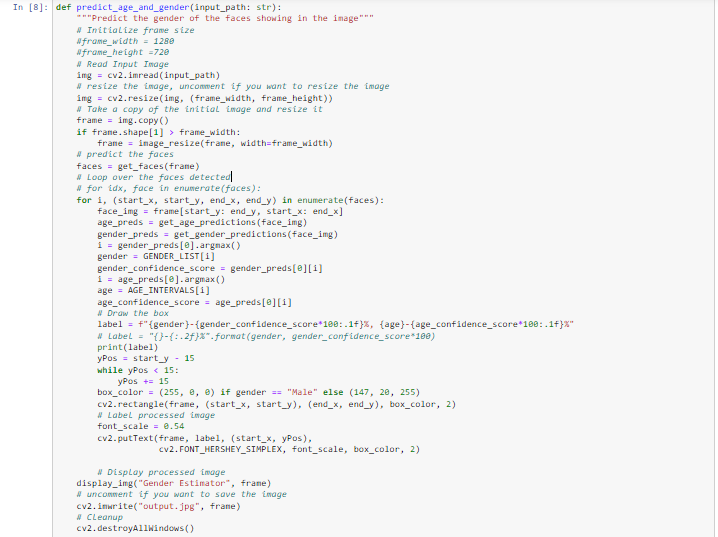 In [8]: def predict_age_and_gender(input_path: str):
    """Predict the gender of the faces showing in the image"""
    # Initialize frame size
    #frame_width = 1280
    #frame_height =720
    # Read Input Image
    img = cv2.imread(input_path)
    # resize the image, uncomment if you want to resize the image
    img = cv2.resize(img, (frame_width, frame_height))
    # Take a copy of the initial image and resize it
    frame = img.copy()
    if frame.shape[1] > frame_width:
        frame = image_resize(frame, width=frame_width)
    # predict the faces
    faces = get_faces(frame)
    # Loop over the faces detected
    # for idx, face in enumerate(faces):
    for i, (start_x, start_y, end_x, end_y) in enumerate(faces):
        face_img = frame[start_y: end_y, start_x: end_x]
        age_preds = get_age_predictions(face_img)
        gender_preds = get_gender_predictions(face_img)
        i = gender_preds[0].argmax()
        gender = GENDER_LIST[i]
        gender_confidence_score = gender_preds[0][i]
        i = age_preds[0].argmax()
        age = AGE_INTERVALS[i]
        age_confidence_score = age_preds[0][i]
        # Draw the box
        label = f"{gender}-{gender_confidence_score*100:.1f}%, {age}-{age_confidence_score*100:.1f}%"
        # label = "{}-{:.2f}%".format(gender, gender_confidence_score*100)
        print(label)
        yPos = start_y - 15
        while yPos < 15:
            yPos += 15
        box_color = (255, 0, 0) if gender == "Male" else (147, 20, 255)
        cv2.rectangle(frame, (start_x, start_y), (end_x, end_y), box_color, 2)
        # Label processed image
        font_scale = 0.54
        cv2.putText(frame, label, (start_x, yPos),
                    cv2.FONT_HERSHEY_SIMPLEX, font_scale, box_color, 2)

        # Display processed image
    display_img("Gender Estimator", frame)
    # uncomment if you want to save the image
    cv2.imwrite("output.jpg", frame)
    # Cleanup
    cv2.destroyAllWindows()